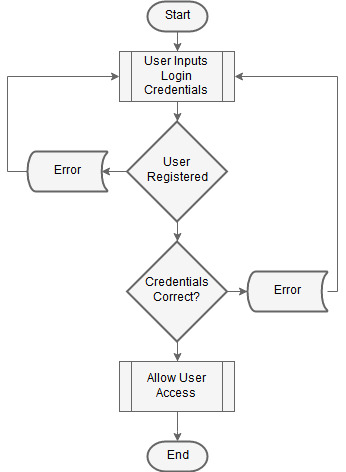 Start
User Inputs
Login
Credentials
User
Registered
Error
Credentials
Correct?
Error
Allow User
Access
End